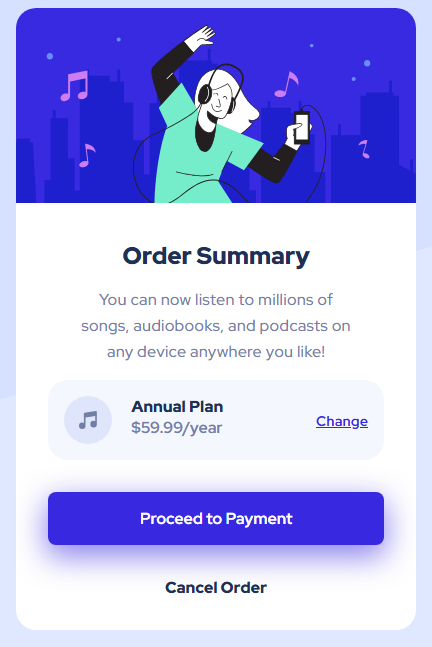 Order Summary
You can now listen to millions of
songs, audiobooks, and podcasts on
any device anywhere you like!
Annual Plan
$59.99/year
Change
Proceed to Payment
Cancel Order